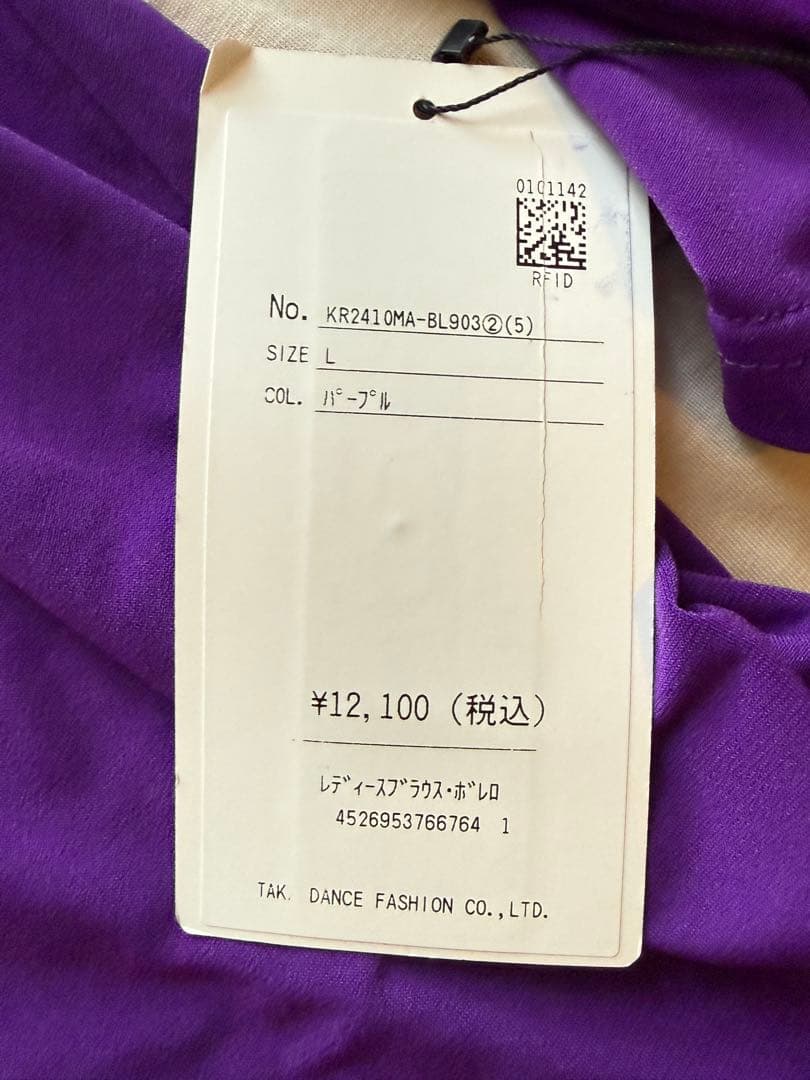 0101142
RFID
No. KR2410MA-BL903②(5)
SIZE L
COL. ﾊﾟｰﾌﾟﾙ
¥12,100 (税込)
ﾚﾃﾞｨｰｽﾌﾞﾗｳｽ・ﾎﾞﾚﾛ
4526953766764 1
TAK. DANCE FASHION CO.,LTD.